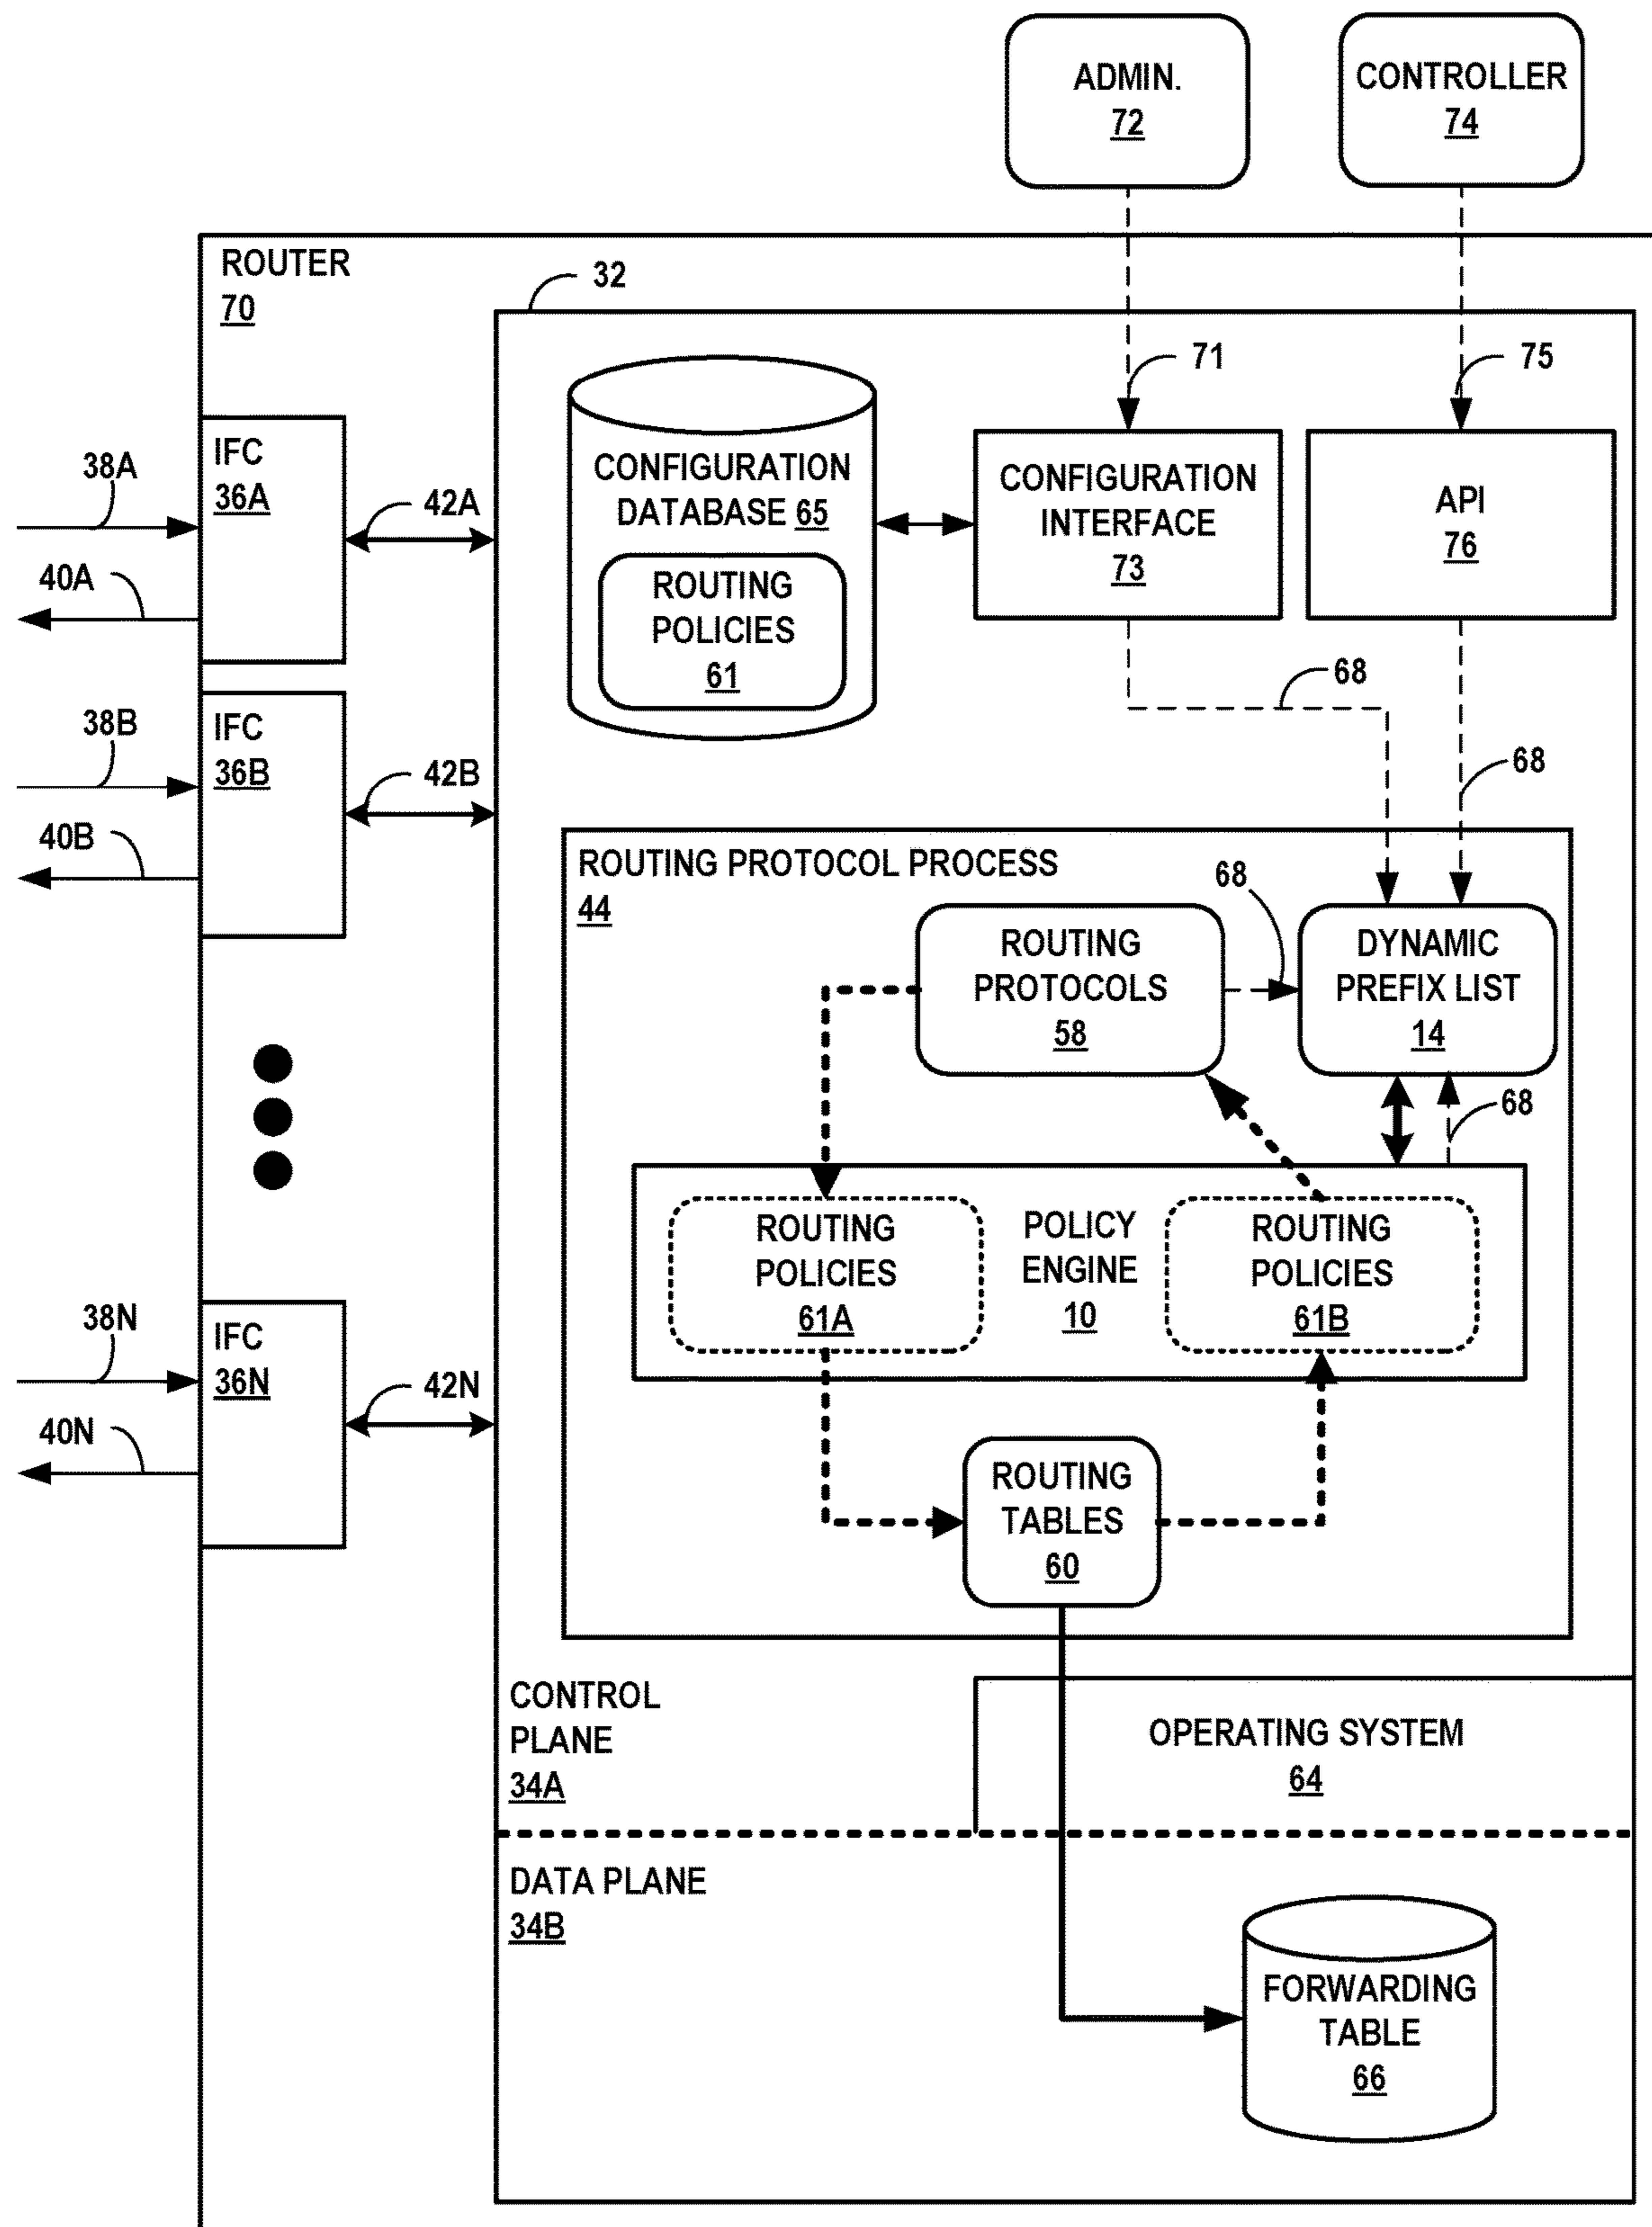 ADMIN.
72
CONTROLLER
74
ROUTER
70
32
71
75
IFC
36A
38A
40A
42A
CONFIGURATION
DATABASE 65
ROUTING
POLICIES
61
CONFIGURATION
INTERFACE
73
API
76
68
68
IFC
36B
38B
40B
42B
ROUTING PROTOCOL PROCESS
44
68
ROUTING
PROTOCOLS
58
DYNAMIC
PREFIX LIST
14
68
ROUTING
POLICIES
61A
POLICY
ENGINE
10
ROUTING
POLICIES
61B
IFC
36N
38N
40N
42N
ROUTING
TABLES
60
CONTROL
PLANE
34A
OPERATING SYSTEM
64
DATA PLANE
34B
FORWARDING
TABLE
66